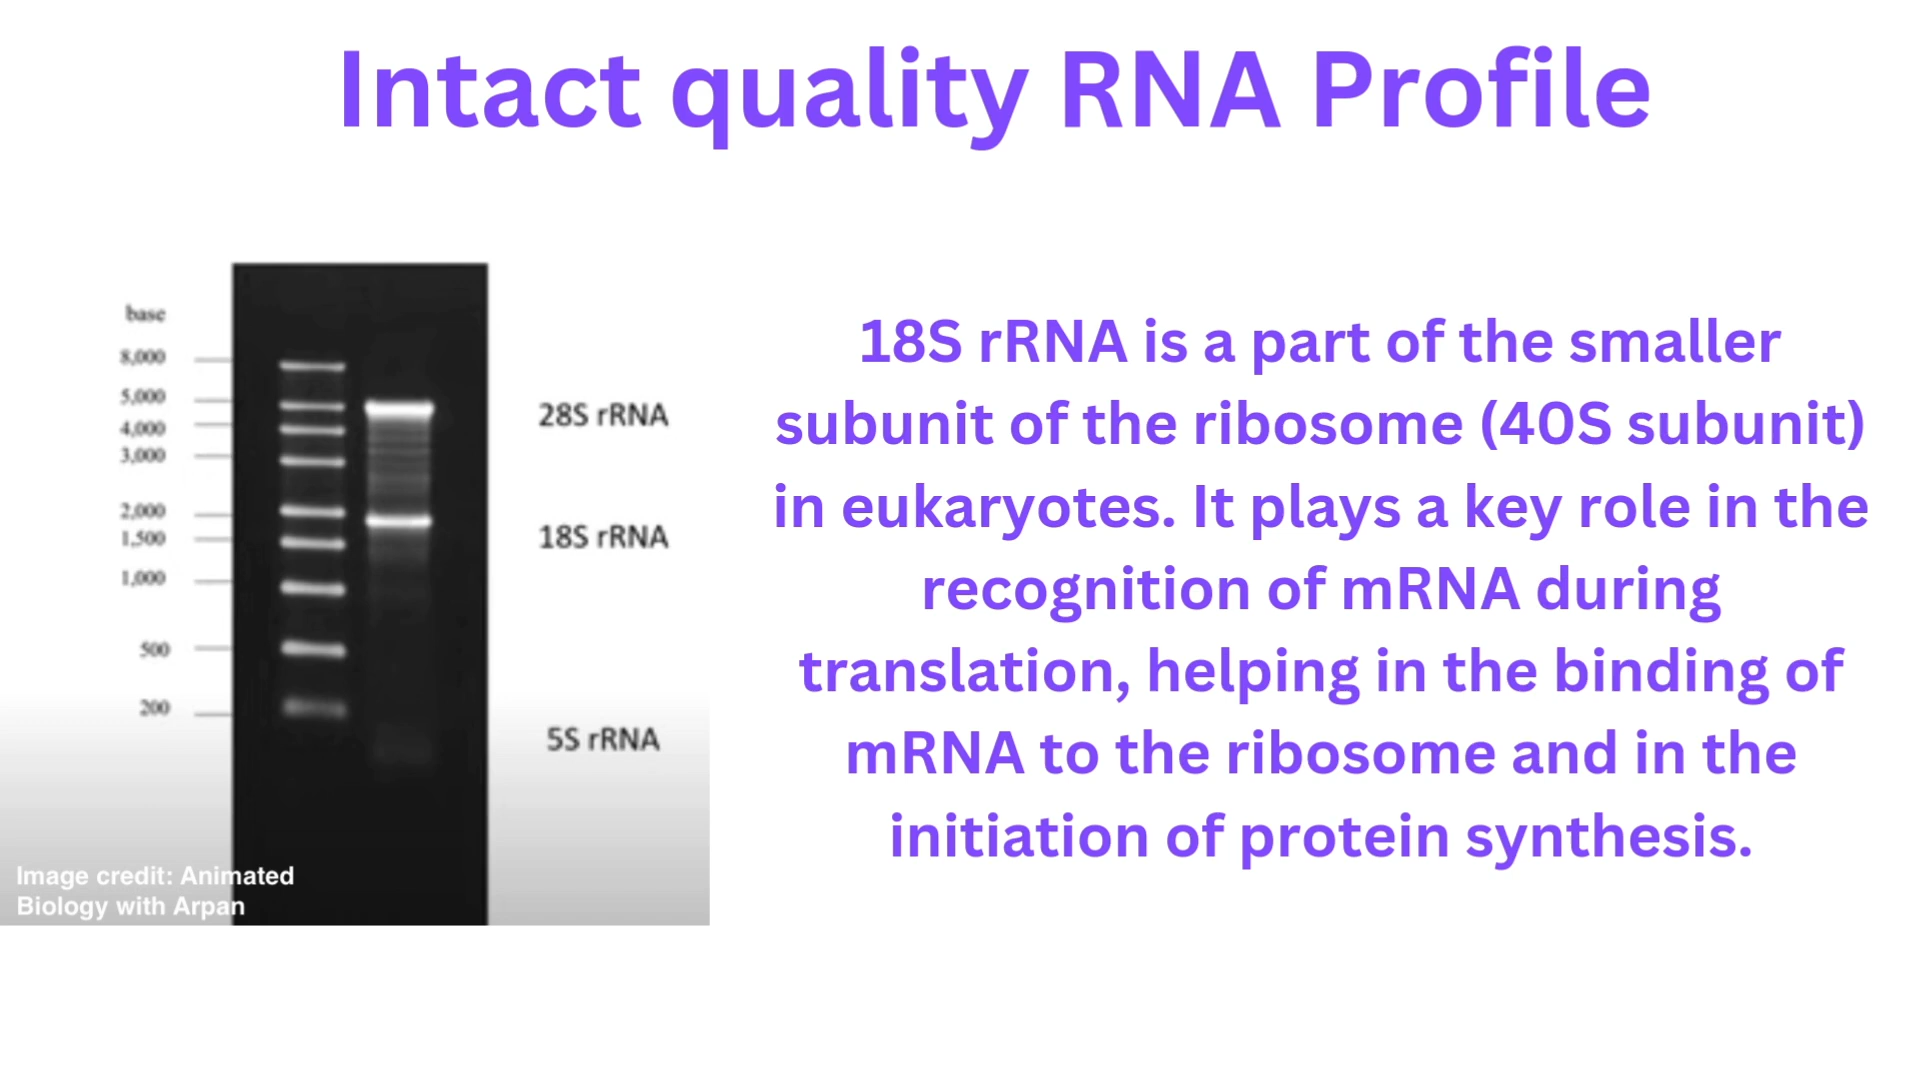 Intact quality RNA Profile
base
8,000
5,000
4,000
3,000
2,000
1,500
1,000
500
200
28S rRNA
18S rRNA
5S rRNA
Image credit: Animated
Biology with Arpan
18S rRNA is a part of the smaller
subunit of the ribosome (40S subunit)
in eukaryotes. It plays a key role in the
recognition of mRNA during
translation, helping in the binding of
mRNA to the ribosome and in the
initiation of protein synthesis.